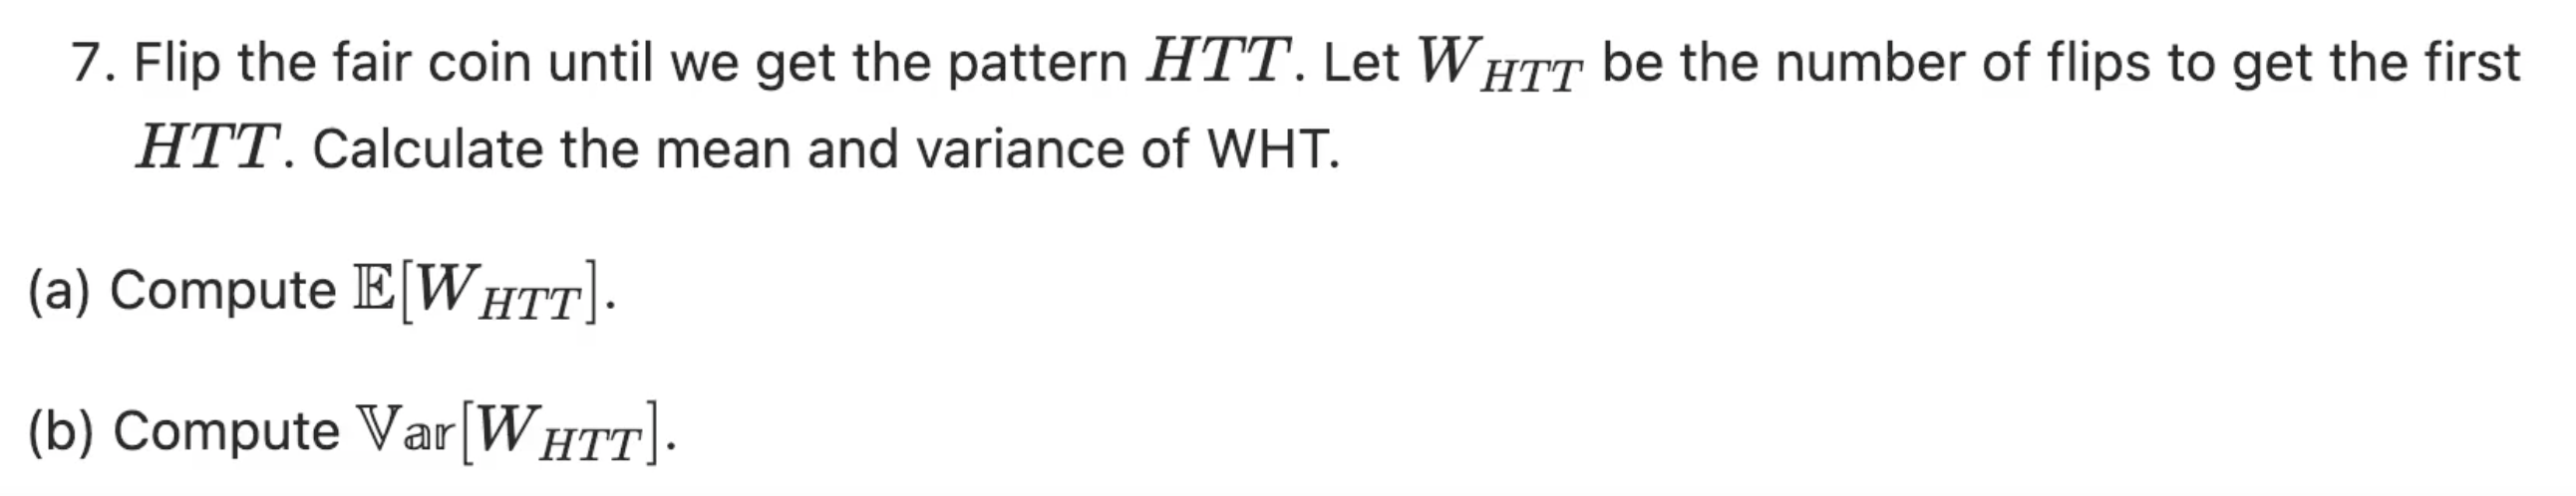 7. Flip the fair coin until we get the pattern HTT. Let W_{HTT} be the number of flips to get the first
HTT. Calculate the mean and variance of WHT.
(a) Compute 𝔼[W_{HTT}].
(b) Compute 𝕍ar[W_{HTT}].